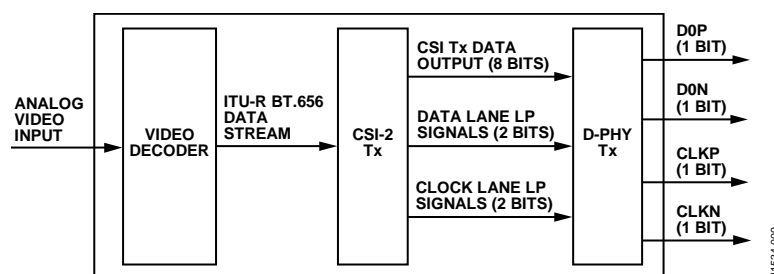 ANALOG
VIDEO
INPUT
VIDEO
DECODER
ITU-R BT.656
DATA
STREAM
CSI-2
Tx
CSI Tx DATA
OUTPUT (8 BITS)
DATA LANE LP
SIGNALS (2 BITS)
CLOCK LANE LP
SIGNALS (2 BITS)
D-PHY
Tx
D0P
(1 BIT)
D0N
(1 BIT)
CLKP
(1 BIT)
CLKN
(1 BIT)